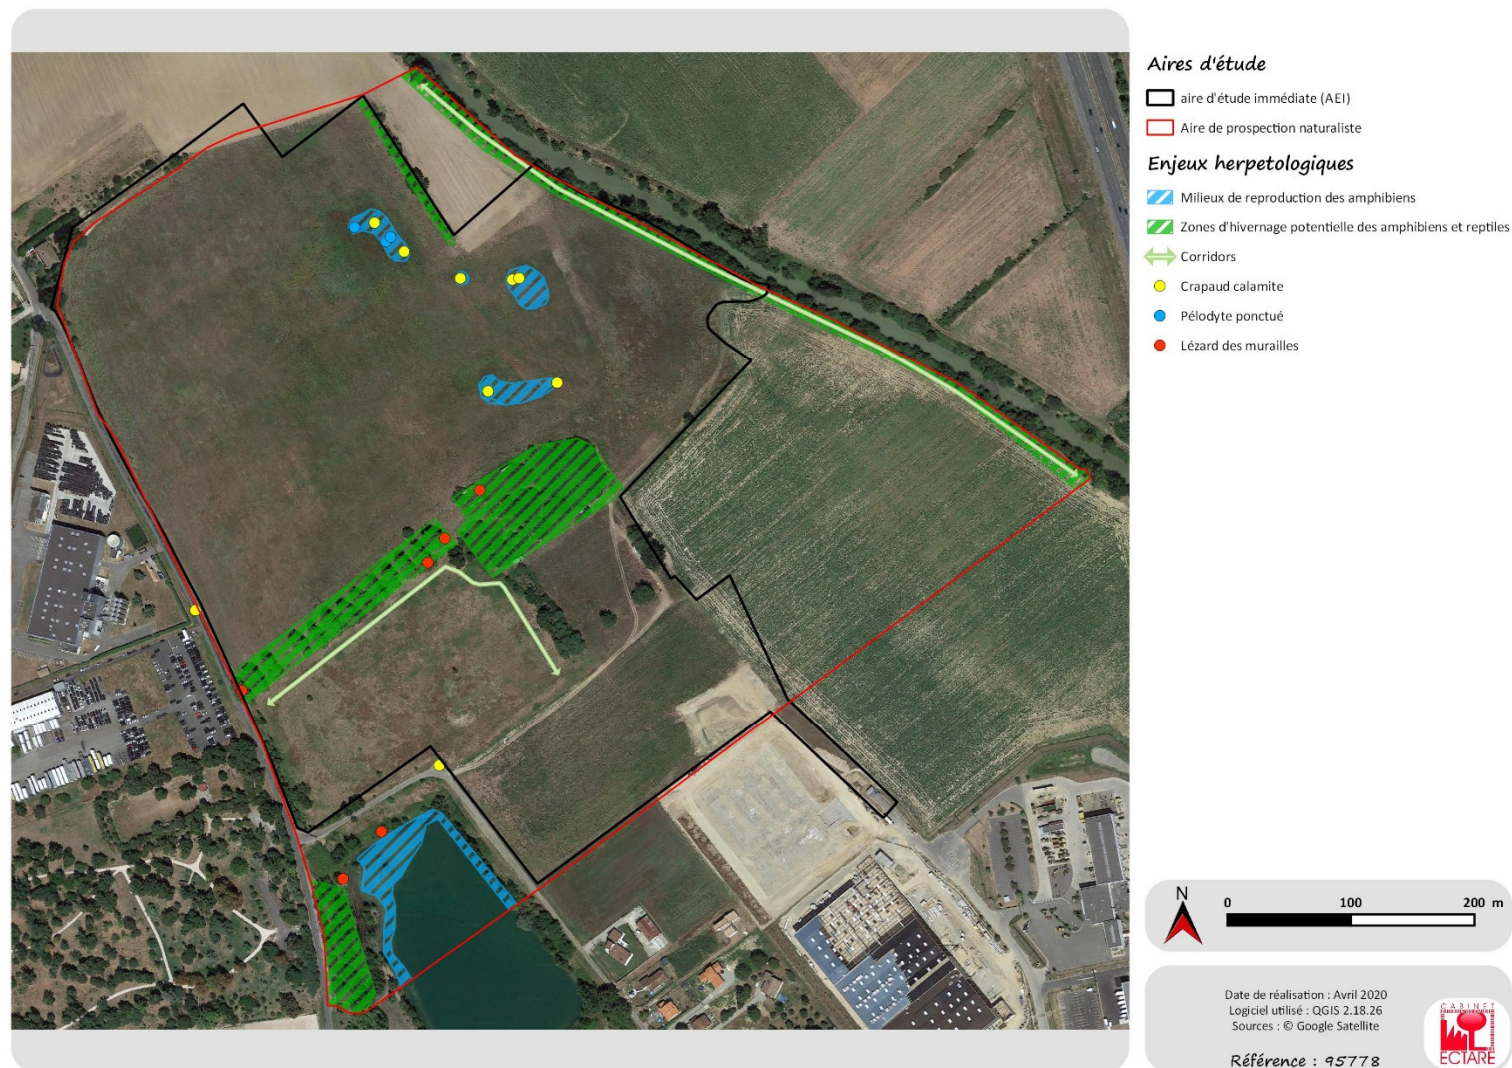 Aires d'étude
aire d'étude immédiate (AEI)
Aire de prospection naturaliste
Enjeux herpetologiques
Milieux de reproduction des amphibiens
Zones d'hivernage potentielle des amphibiens et reptiles
Corridors
Crapaud calamite
Pélodyte ponctué
Lézard des murailles
N
0 100 200 m
Date de réalisation : Avril 2020
Logiciel utilisé : QGIS 2.18.26
Sources : © Google Satellite
Référence : 95778
CABINET
ECTARE